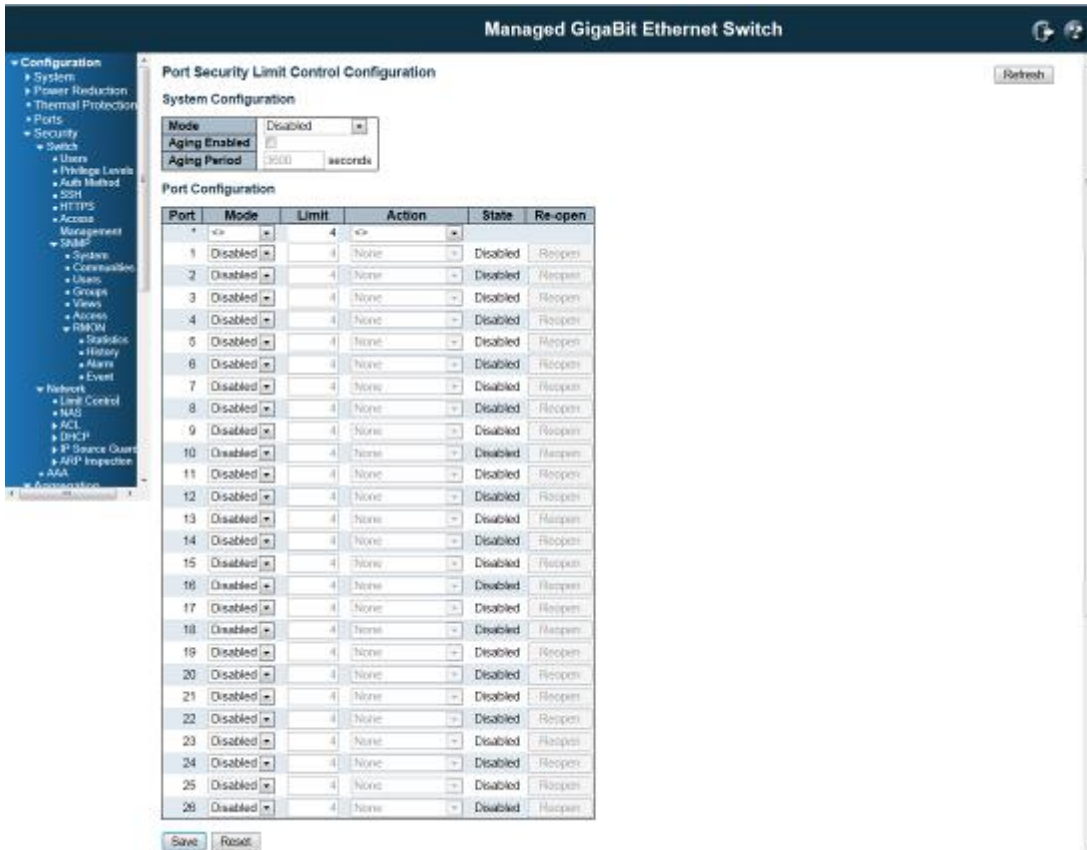 Managed GigaBit Ethernet Switch
Configuration
System
Power Reduction
Thermal Protection
Ports
Security
Switch
Users
Privilege Levels
Auth Method
SSH
HTTPS
Access
Management
SNMP
System
Communities
Users
Groups
Views
Access
RMON
Statistics
History
Alarm
Event
Network
Limit Control
NAS
ACL
DHCP
IP Source Guard
ARP Inspection
AAA
Aggregation
Port Security Limit Control Configuration
Refresh
System Configuration
Mode Disabled
Aging Enabled
Aging Period 3600 seconds
Port Configuration
Port Mode Limit Action State Re-open
* <> 4 <>
1 Disabled 4 None Disabled Reopen
2 Disabled 4 None Disabled Reopen
3 Disabled 4 None Disabled Reopen
4 Disabled 4 None Disabled Reopen
5 Disabled 4 None Disabled Reopen
6 Disabled 4 None Disabled Reopen
7 Disabled 4 None Disabled Reopen
8 Disabled 4 None Disabled Reopen
9 Disabled 4 None Disabled Reopen
10 Disabled 4 None Disabled Reopen
11 Disabled 4 None Disabled Reopen
12 Disabled 4 None Disabled Reopen
13 Disabled 4 None Disabled Reopen
14 Disabled 4 None Disabled Reopen
15 Disabled 4 None Disabled Reopen
16 Disabled 4 None Disabled Reopen
17 Disabled 4 None Disabled Reopen
18 Disabled 4 None Disabled Reopen
19 Disabled 4 None Disabled Reopen
20 Disabled 4 None Disabled Reopen
21 Disabled 4 None Disabled Reopen
22 Disabled 4 None Disabled Reopen
23 Disabled 4 None Disabled Reopen
24 Disabled 4 None Disabled Reopen
25 Disabled 4 None Disabled Reopen
26 Disabled 4 None Disabled Reopen
Save Reset